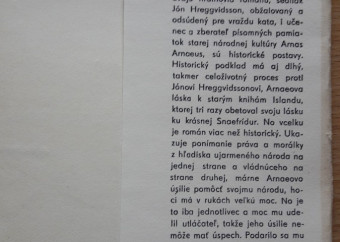 Jón Hreggvidsson, obžalovaný a
odsúdený pre vraždu kata, i uče-
nec a zberateľ písomných pamia-
tok starej národnej kultúry Arnas
Arnaeus, sú historické postavy.
Historický podklad má aj dlhý,
takmer celoživotný proces proti
Jónovi Hreggvidssonovi, Arnaeova
láska k starým knihám Islandu,
ktorej tri razy obetoval svoju lásku
ku krásnej Snaefrídur. No vcelku
je román viac než historický. Uka-
zuje ponímanie práva a morálky
z hľadiska ujarmeného národa na
jednej strane a vládnúceho na
strane druhej, márne Arnaeovo
úsilie pomôcť svojmu národu, ho-
ci má v rukách veľkú moc. No je
to iba jednotlivec a moc mu ude-
lil utláčateľ, takže jeho úsilie ne-
môže mať úspech. Podarilo sa mu